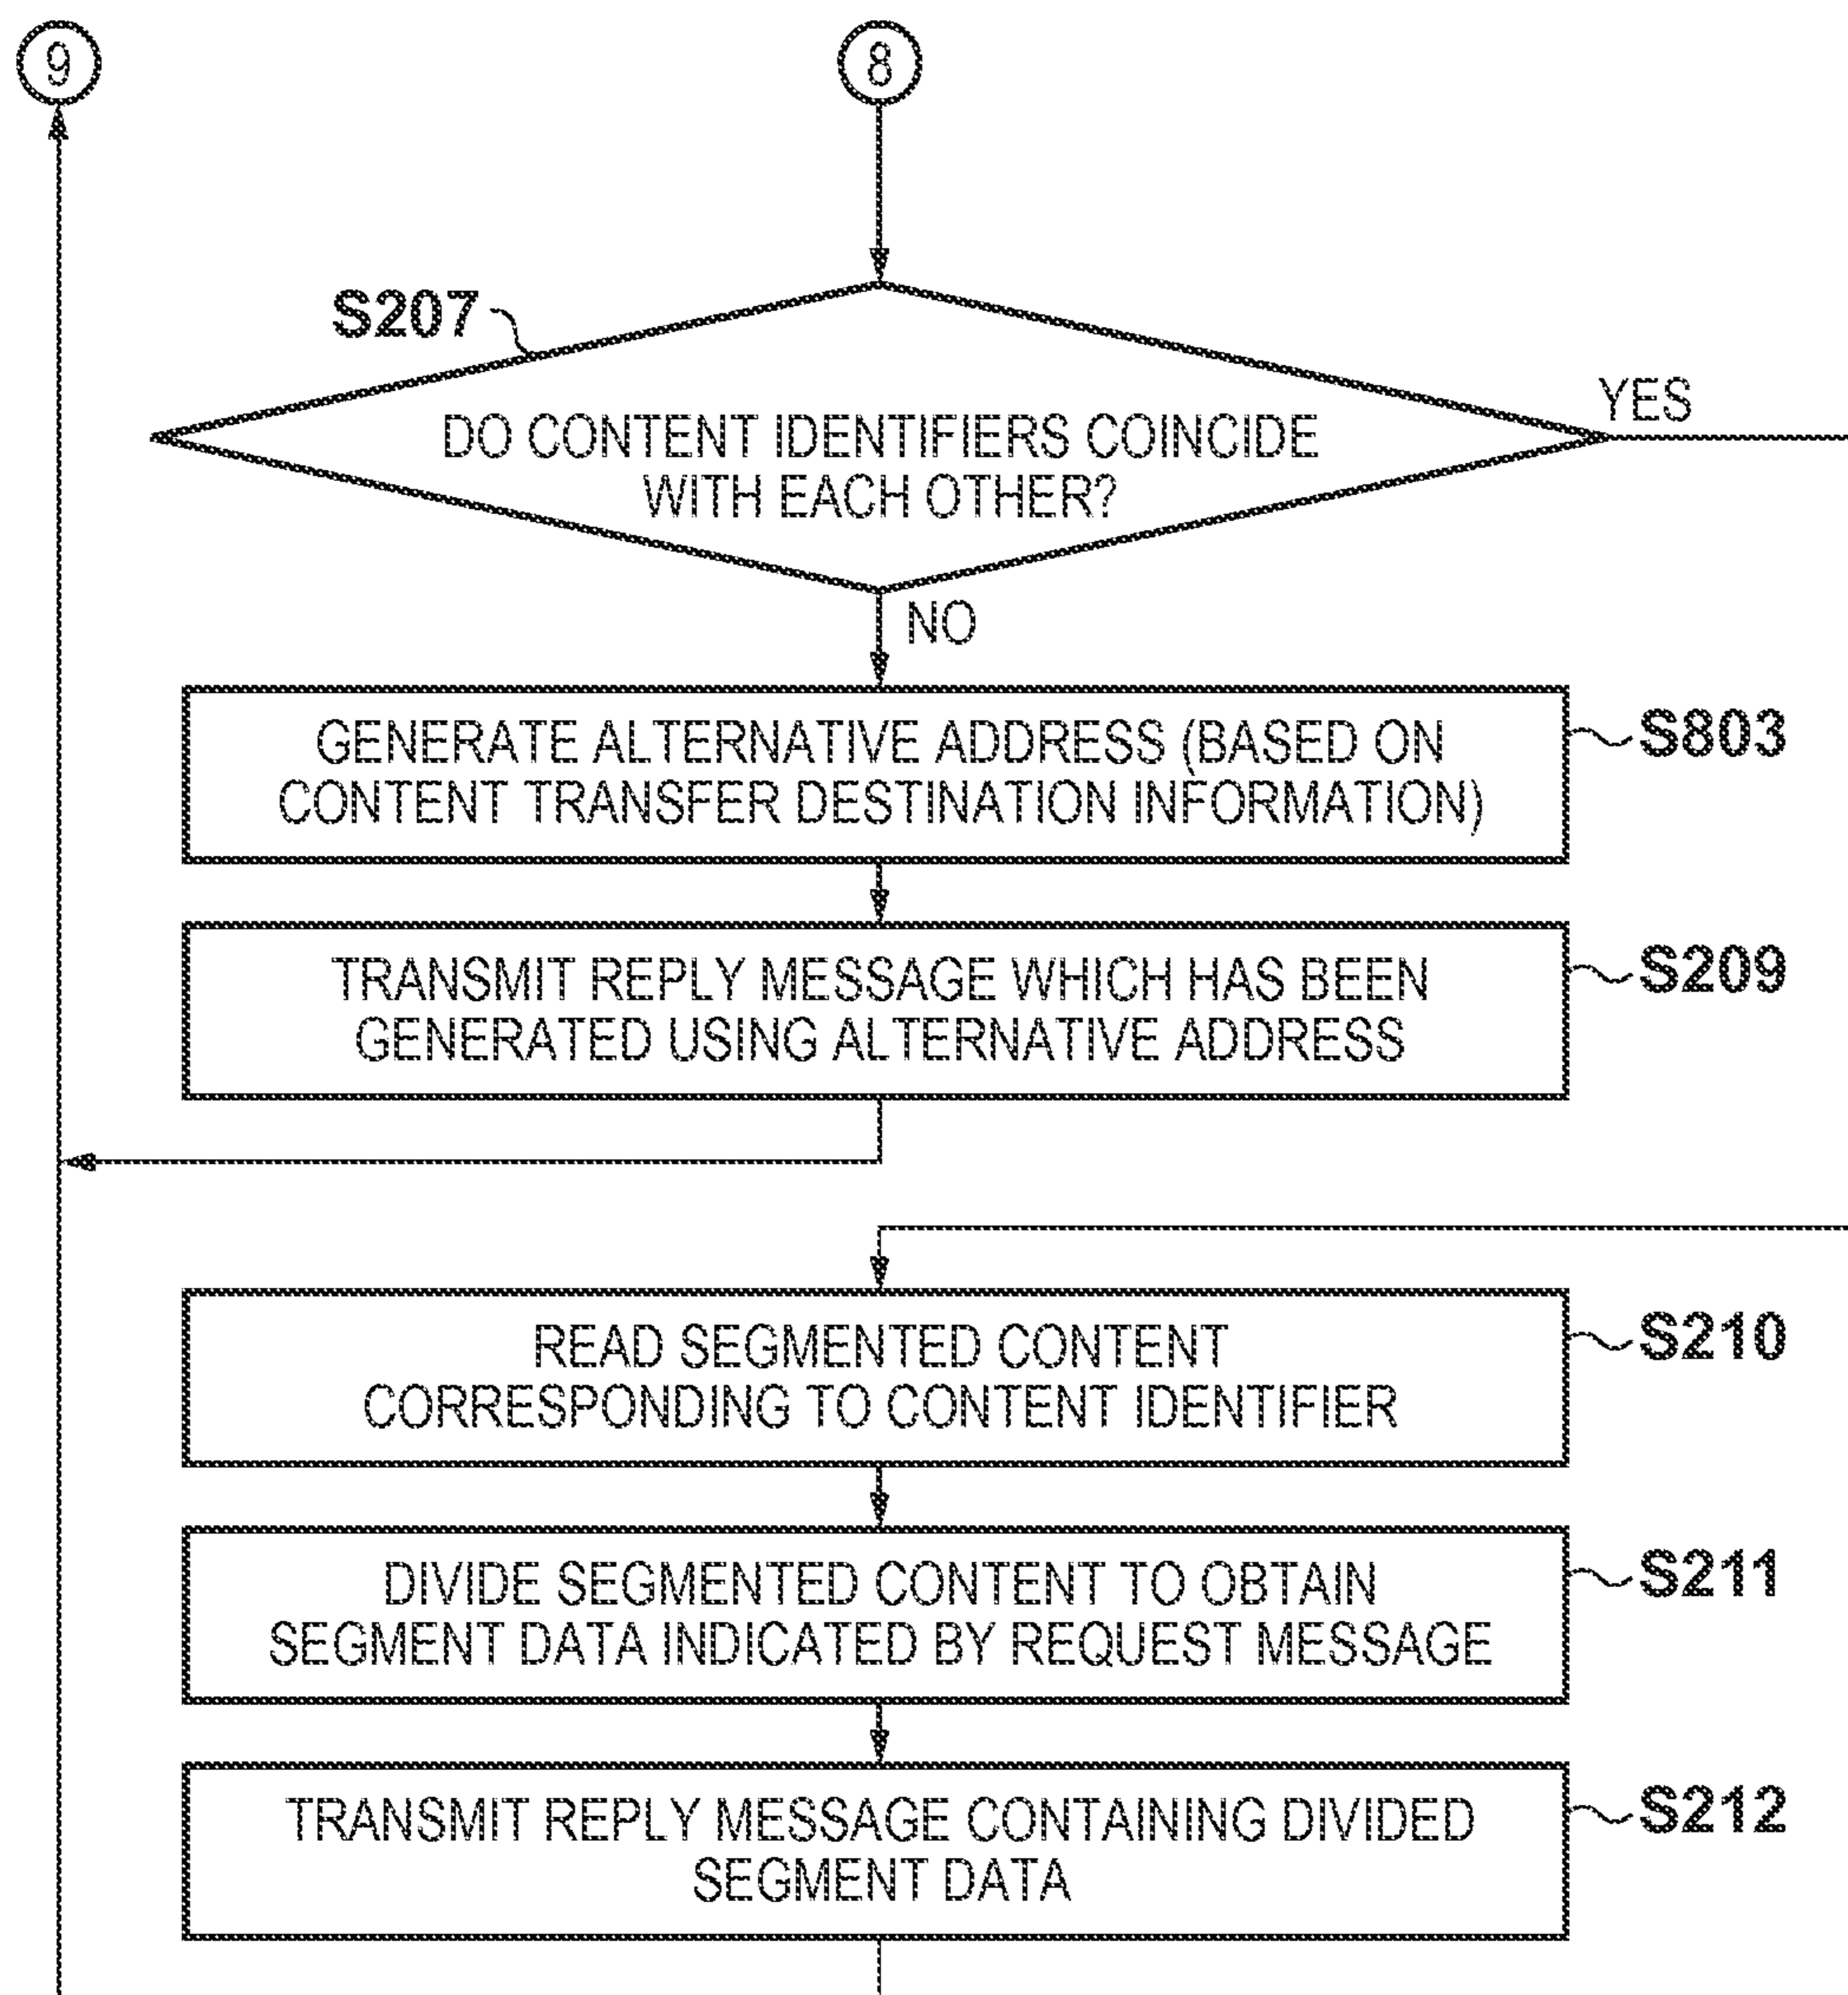 9
8
S207
DO CONTENT IDENTIFIERS COINCIDE
WITH EACH OTHER?
YES
NO
GENERATE ALTERNATIVE ADDRESS (BASED ON
CONTENT TRANSFER DESTINATION INFORMATION)
S803
TRANSMIT REPLY MESSAGE WHICH HAS BEEN
GENERATED USING ALTERNATIVE ADDRESS
S209
READ SEGMENTED CONTENT
CORRESPONDING TO CONTENT IDENTIFIER
S210
DIVIDE SEGMENTED CONTENT TO OBTAIN
SEGMENT DATA INDICATED BY REQUEST MESSAGE
S211
TRANSMIT REPLY MESSAGE CONTAINING DIVIDED
SEGMENT DATA
S212